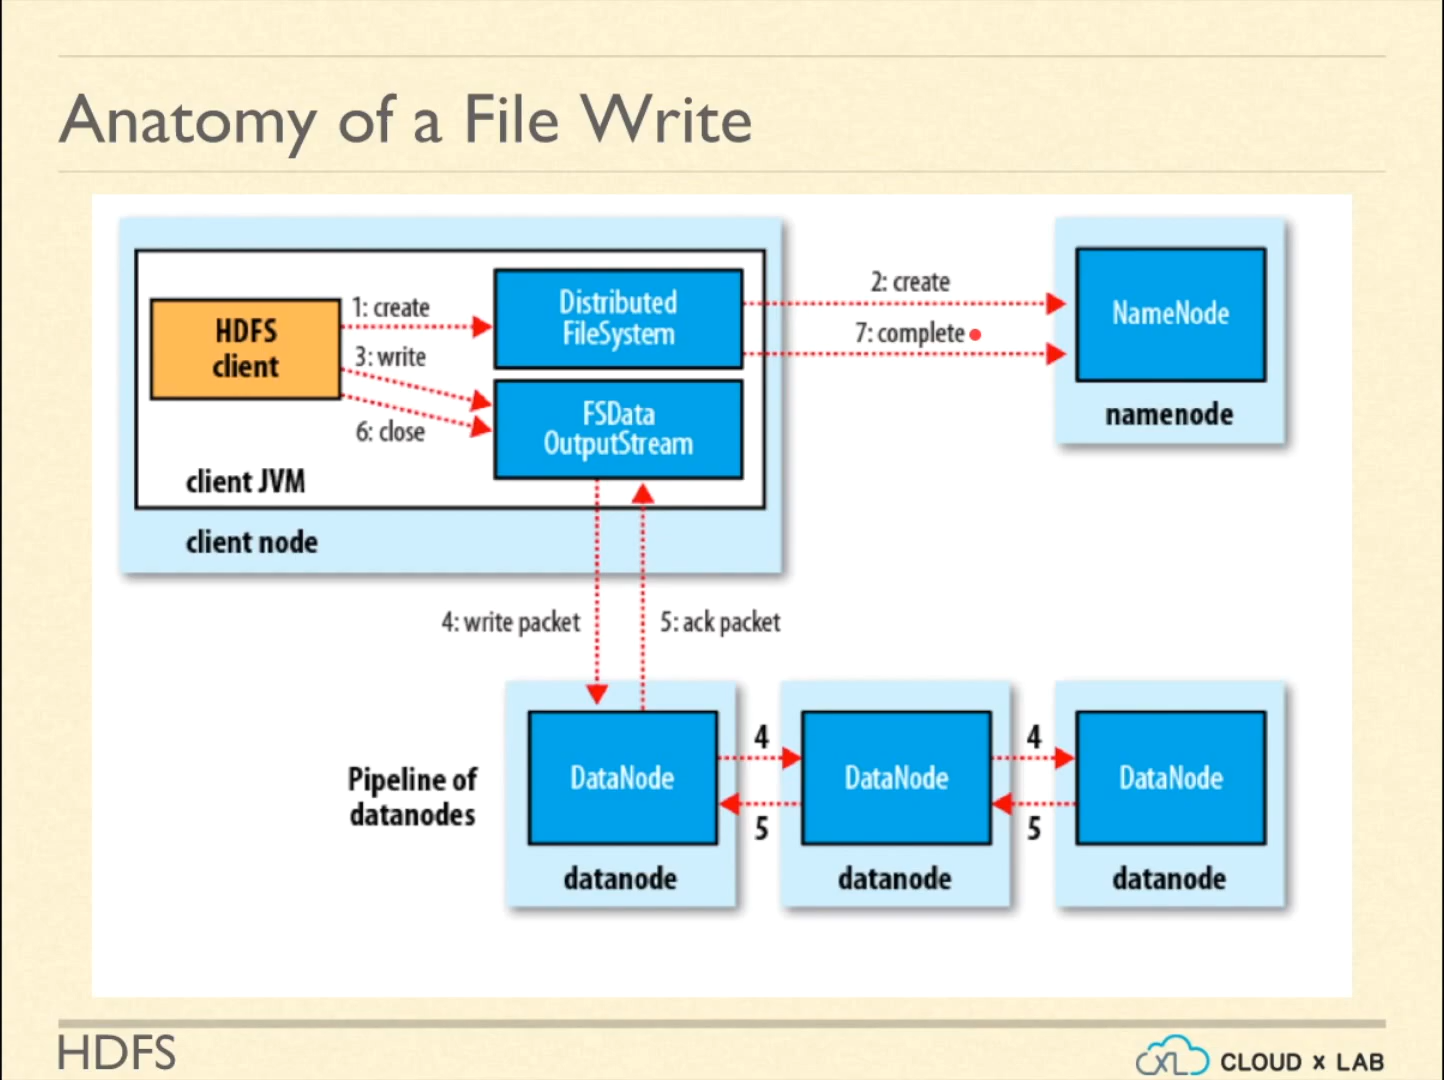 Anatomy of a File Write
HDFS
client
1: create
3: write
6: close
Distributed
FileSystem
FSData
OutputStream
client JVM
client node
2: create
7: complete
NameNode
namenode
4: write packet
5: ack packet
Pipeline of
datanodes
DataNode
datanode
4
5
DataNode
datanode
4
5
DataNode
datanode
HDFS
CXL CLOUD x LAB